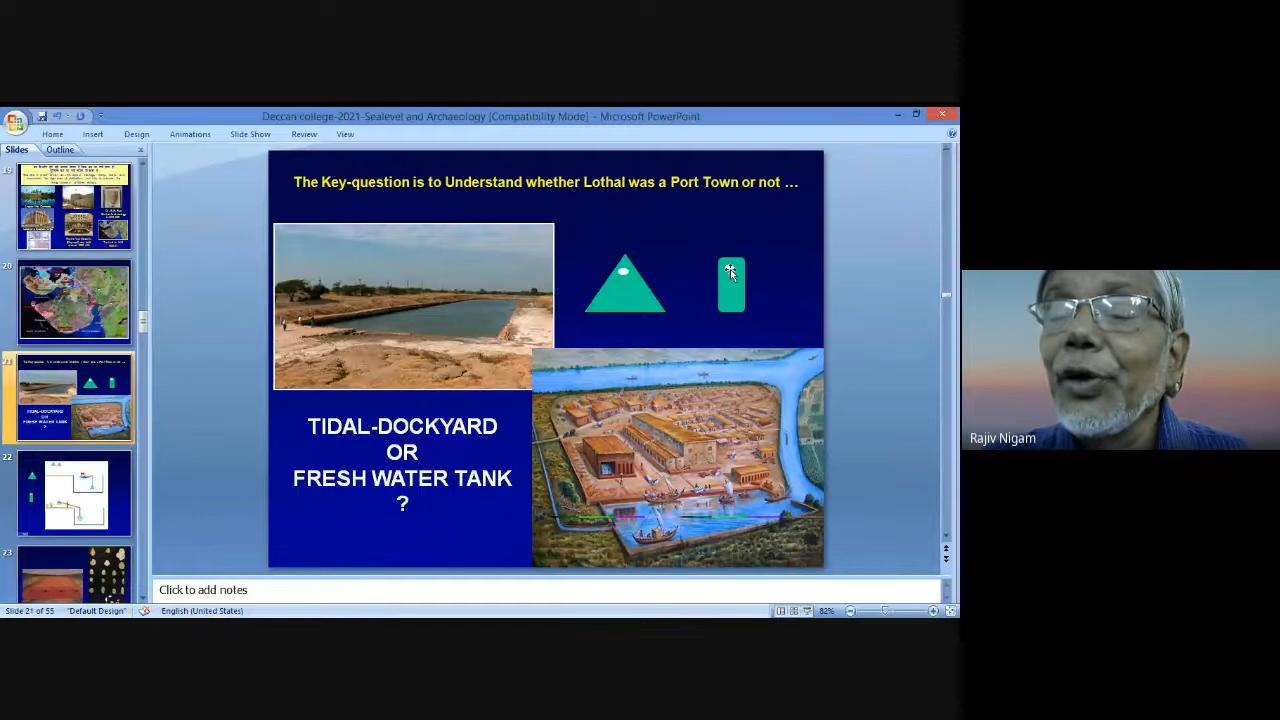 Deccan college-2021-Sealevel and Archaeology [Compatibility Mode] - Microsoft PowerPoint
Home Insert Design Animations Slide Show Review View
Slides Outline
19
20
21
22
23
The Key-question is to Understand whether Lothal was a Port Town or not ...
TIDAL-DOCKYARD
OR
FRESH WATER TANK
?
Rajiv Nigam
Click to add notes
Slide 21 of 55 "Default Design" English (United States) 82%